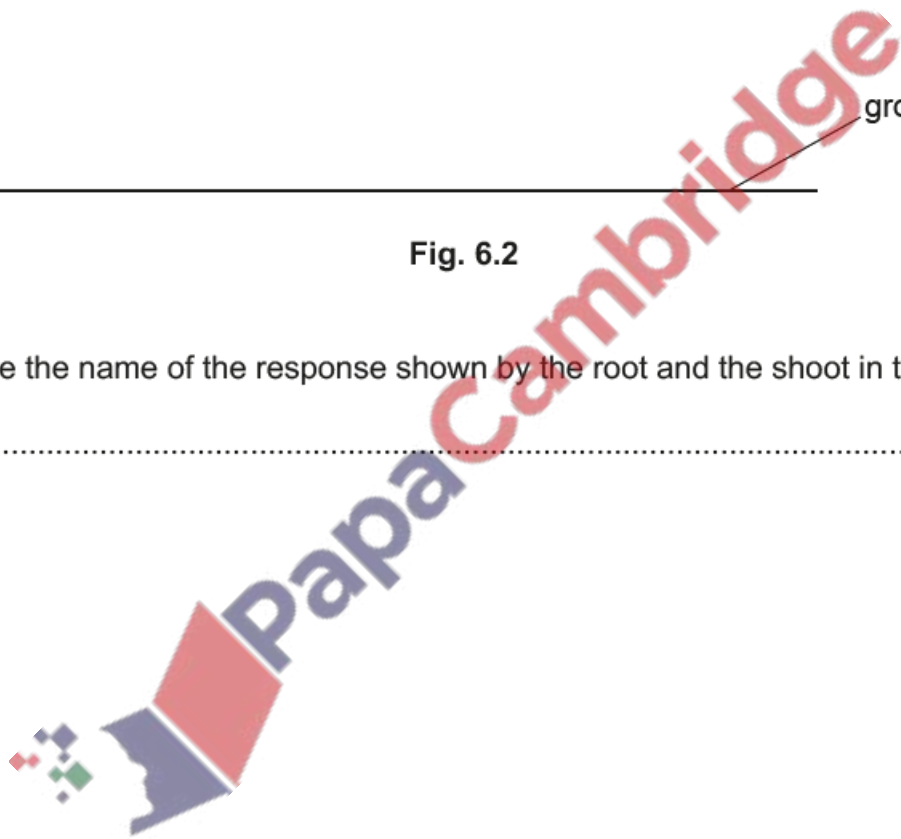 gro
Fig. 6.2
e the name of the response shown by the root and the shoot in t
PapaCambridge